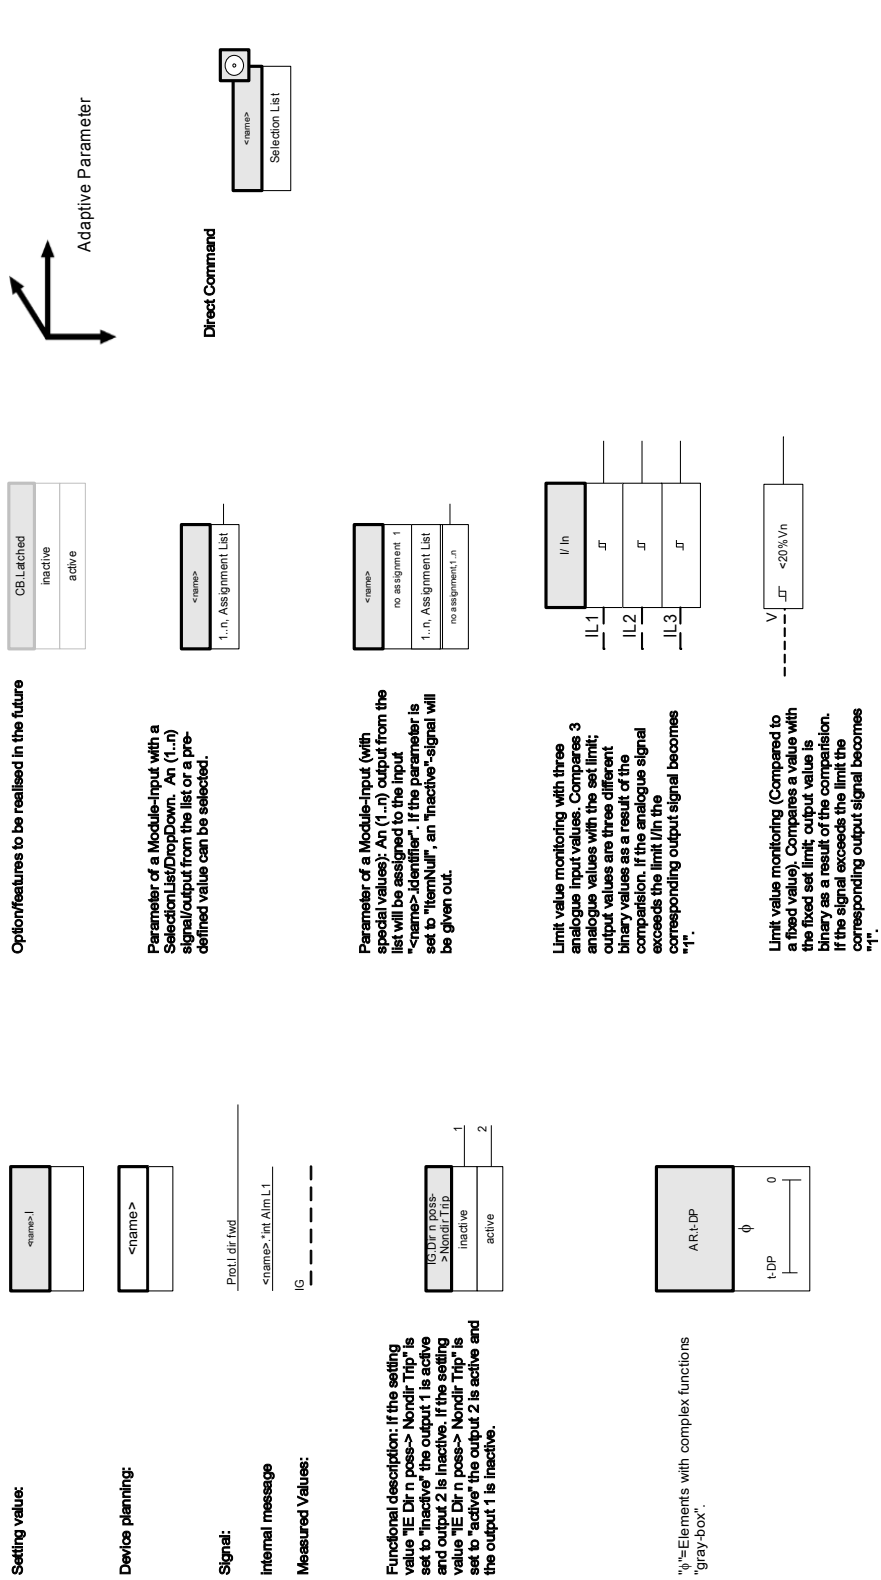 Setting value:
<name>.I
Device planning:
<name>
Signal:
Prot.I dir fwd
internal message
<name>.*int Alm L1
Measured Values:
IG
Functional description: If the setting
value "IE Dir n poss--> Nondir Trip" is
set to "inactive" the output 1 is active
and output 2 is inactive. If the setting
value "IE Dir n poss--> Nondir Trip" is
set to "active" the output 2 is active and
the output 1 is inactive.
IG.Dir n poss-
>Nondir Trip
inactive
active
1
2
"φ"=Elements with complex functions
"gray-box".
AR.t-DP
φ
t-DP
0
Option/features to be realised in the future
CB.Latched
inactive
active
Parameter of a Module-Input with a
SelectionList/DropDown. An (1..n)
signal/output from the list or a pre-
defined value can be selected.
<name>
1..n, Assignment List
Parameter of a Module-Input (with
special values): An (1...n) output from the
list will be assigned to the input
"<name>.identifier". If the parameter is
set to "ItemNull", an "inactive"-signal will
be given out.
<name>
no assignment 1
1..n, Assignment List
no assignment,1..n
Limit value monitoring with three
analogue input values. Compares 3
analogue values with the set limit;
output values are three different
binary values as a result of the
comparision. If the analogue signal
exceeds the limit I/In the
corresponding output signal becomes
"1".
I/ In
IL1
IL2
IL3
Limit value monitoring (Compared to
a fixed value). Compares a value with
the fixed set limit; output value is
binary as a result of the comparision.
If the signal exceeds the limit the
corresponding output signal becomes
"1".
V
<20%Vn
Adaptive Parameter
Direct Command
<name>
Selection List